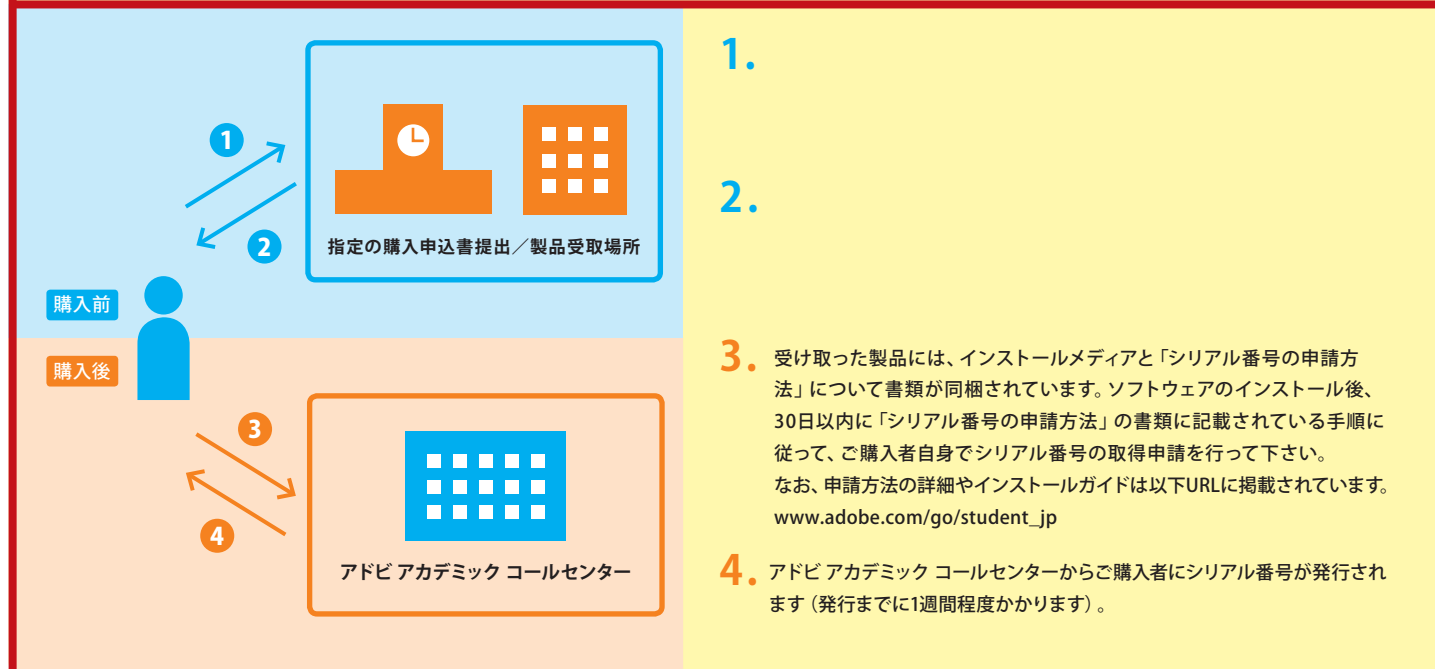 1
2
指定の購入申込書提出／製品受取場所
購入前
購入後
3
4
アドビ アカデミック コールセンター
1.
2.
3. 受け取った製品には、インストールメディアと「シリアル番号の申請方
法」について書類が同梱されています。ソフトウェアのインストール後、
30日以内に「シリアル番号の申請方法」の書類に記載されている手順に
従って、ご購入者自身でシリアル番号の取得申請を行って下さい。
なお、申請方法の詳細やインストールガイドは以下URLに掲載されています。
www.adobe.com/go/student_jp
4. アドビ アカデミック コールセンターからご購入者にシリアル番号が発行され
ます（発行までに1週間程度かかります）。